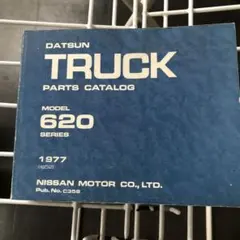 DATSUN
TRUCK
PARTS CATALOG
MODEL
620
SERIES
1977
NISSAN MOTOR CO., LTD.
Pub. No. C358